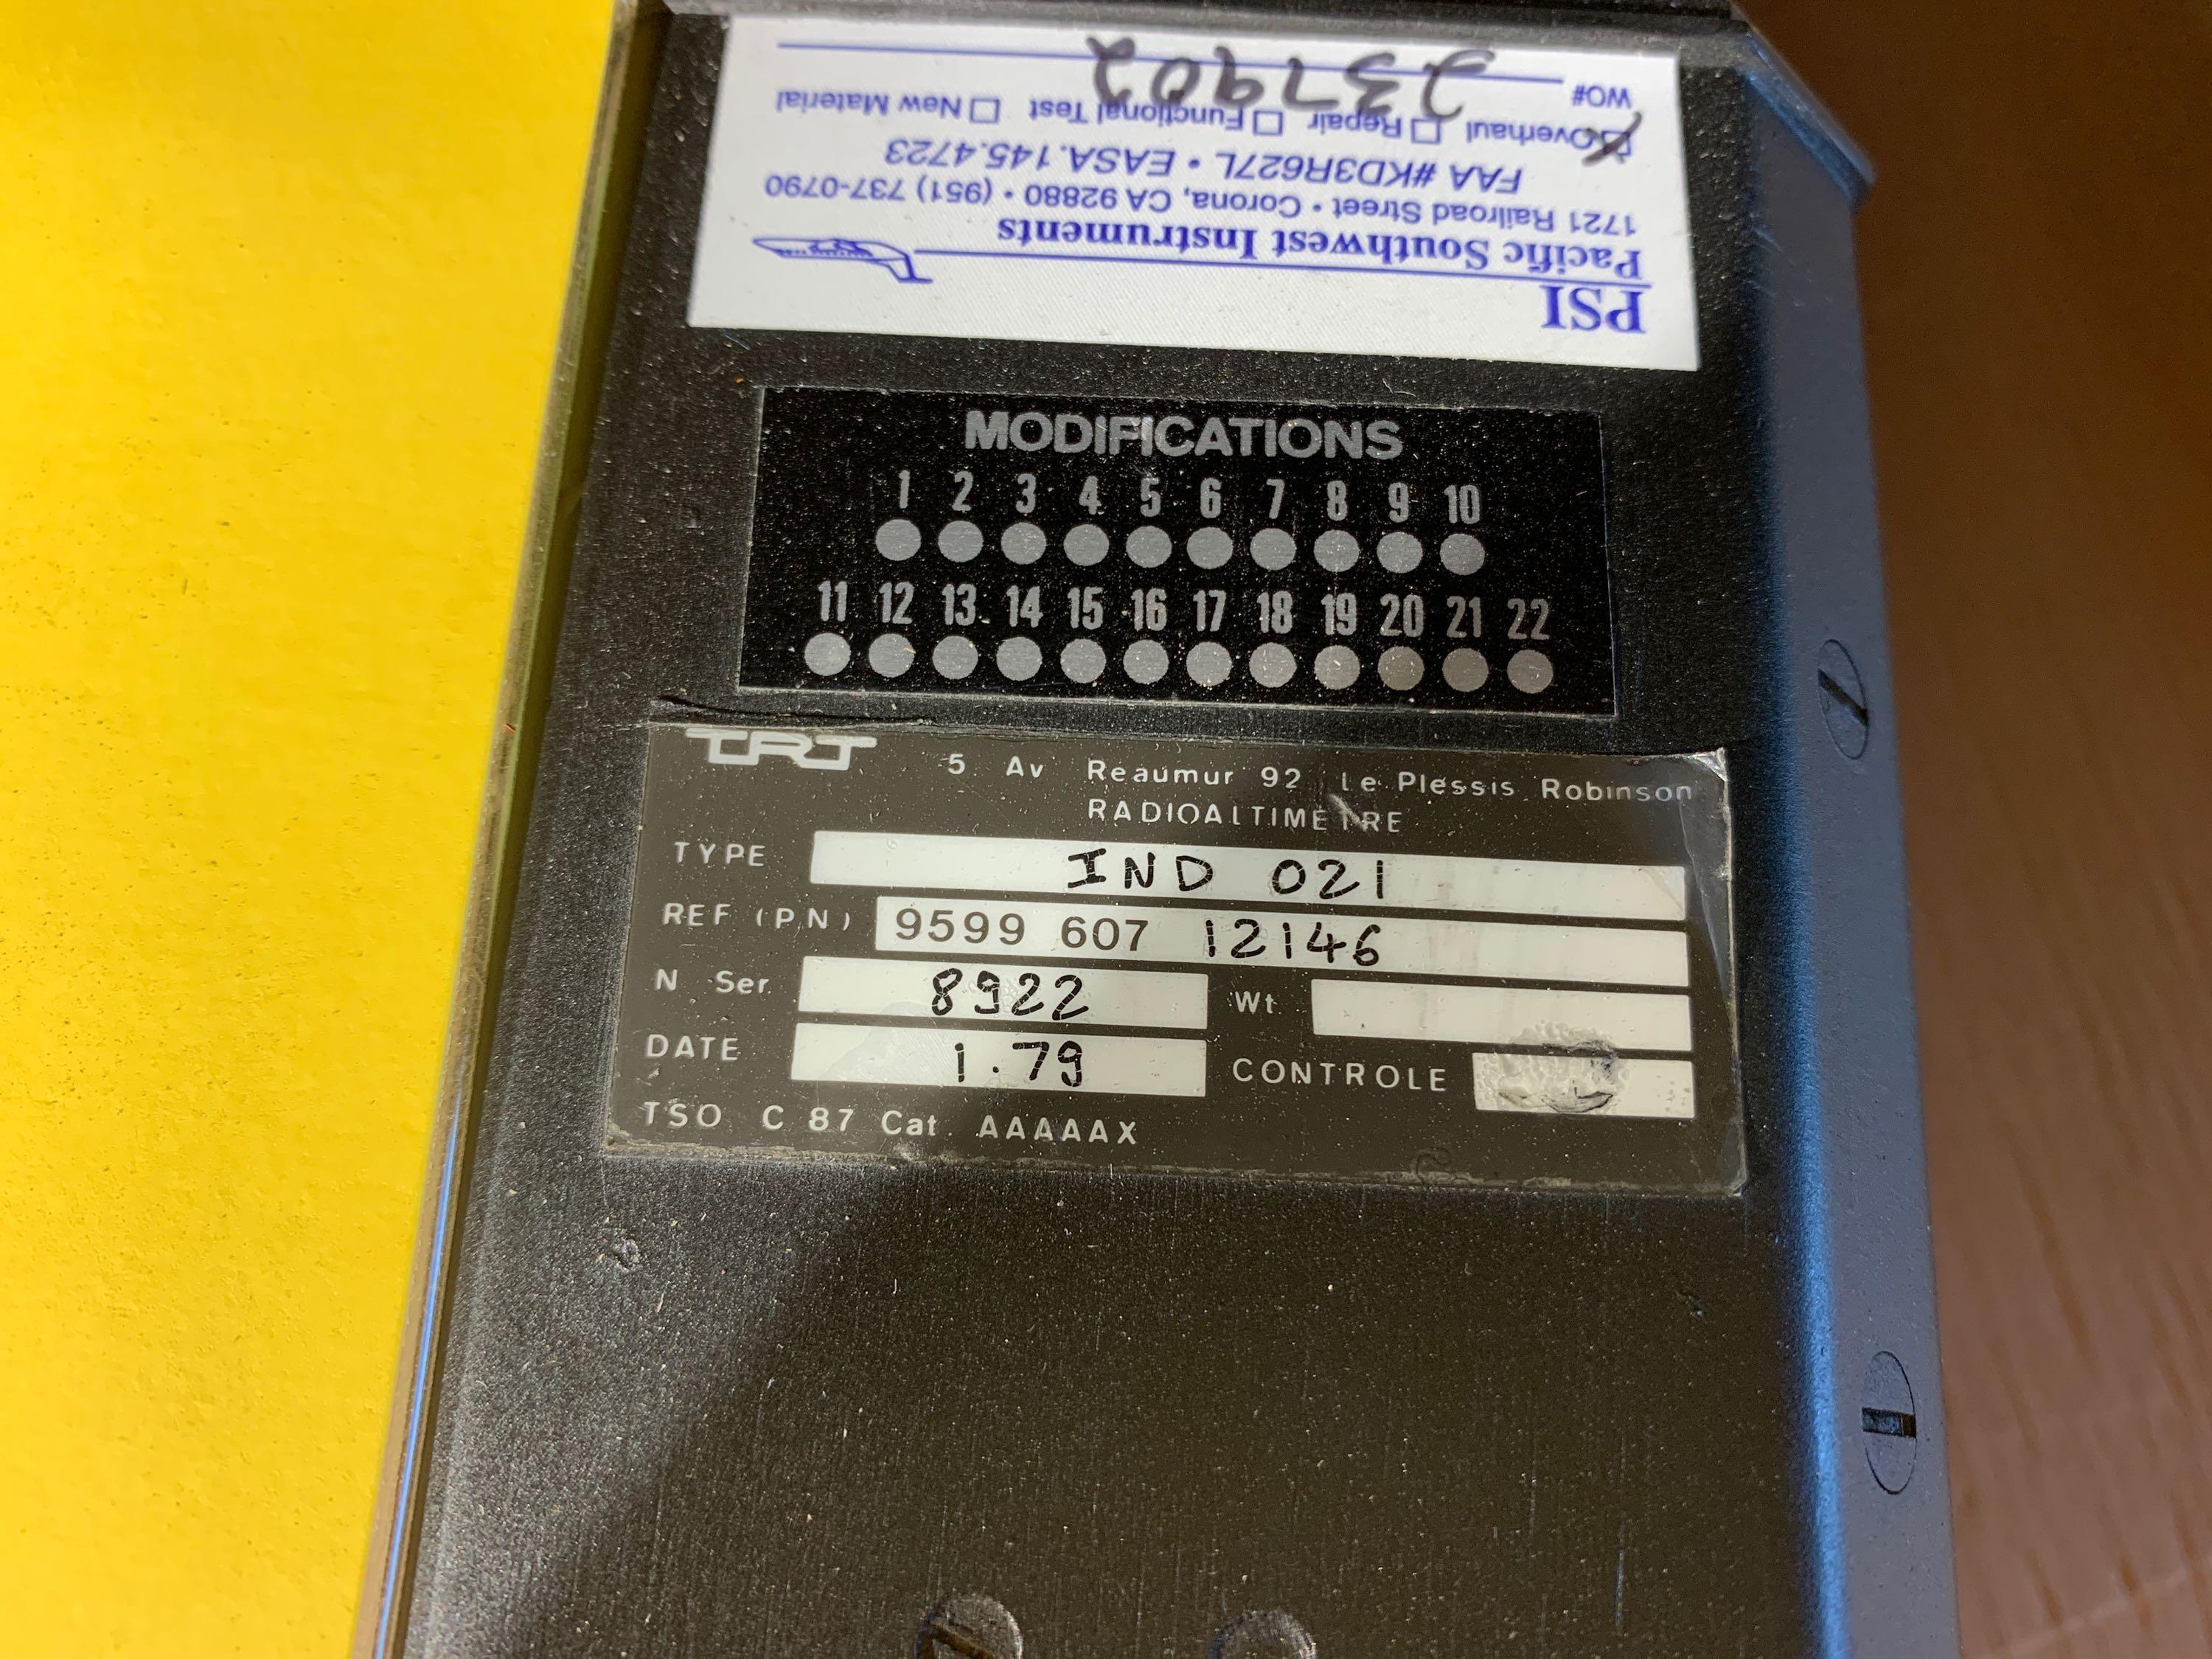 PSI
Pacific Southwest Instruments
1721 Railroad Street • Corona, CA 92880 • (951) 737-0790
FAA #KD3R627L • EASA.145.4723
Overhaul Repair Functional Test New Material
WO# 237902
MODIFICATIONS
1 2 3 4 5 6 7 8 9 10
11 12 13 14 15 16 17 18 19 20 21 22
TRT 5 Av Reaumur 92 Le Plessis Robinson
RADIOALTIMETRE
TYPE IND 021
REF (PN) 9599 607 12146
N Ser. 8922 Wt
DATE 1.79 CONTROLE
TSO C 87 Cat AAAAAX